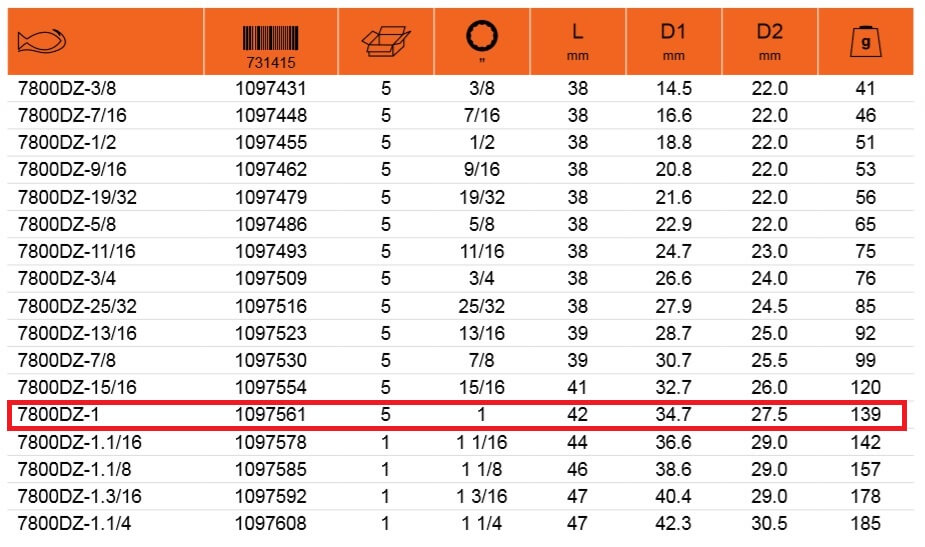 731415 ” L mm D1 mm D2 mm g
7800DZ-3/8 1097431 5 3/8 38 14.5 22.0 41
7800DZ-7/16 1097448 5 7/16 38 16.6 22.0 46
7800DZ-1/2 1097455 5 1/2 38 18.8 22.0 51
7800DZ-9/16 1097462 5 9/16 38 20.8 22.0 53
7800DZ-19/32 1097479 5 19/32 38 21.6 22.0 56
7800DZ-5/8 1097486 5 5/8 38 22.9 22.0 65
7800DZ-11/16 1097493 5 11/16 38 24.7 23.0 75
7800DZ-3/4 1097509 5 3/4 38 26.6 24.0 76
7800DZ-25/32 1097516 5 25/32 38 27.9 24.5 85
7800DZ-13/16 1097523 5 13/16 39 28.7 25.0 92
7800DZ-7/8 1097530 5 7/8 39 30.7 25.5 99
7800DZ-15/16 1097554 5 15/16 41 32.7 26.0 120
7800DZ-1 1097561 5 1 42 34.7 27.5 139
7800DZ-1.1/16 1097578 1 1 1/16 44 36.6 29.0 142
7800DZ-1.1/8 1097585 1 1 1/8 46 38.6 29.0 157
7800DZ-1.3/16 1097592 1 1 3/16 47 40.4 29.0 178
7800DZ-1.1/4 1097608 1 1 1/4 47 42.3 30.5 185